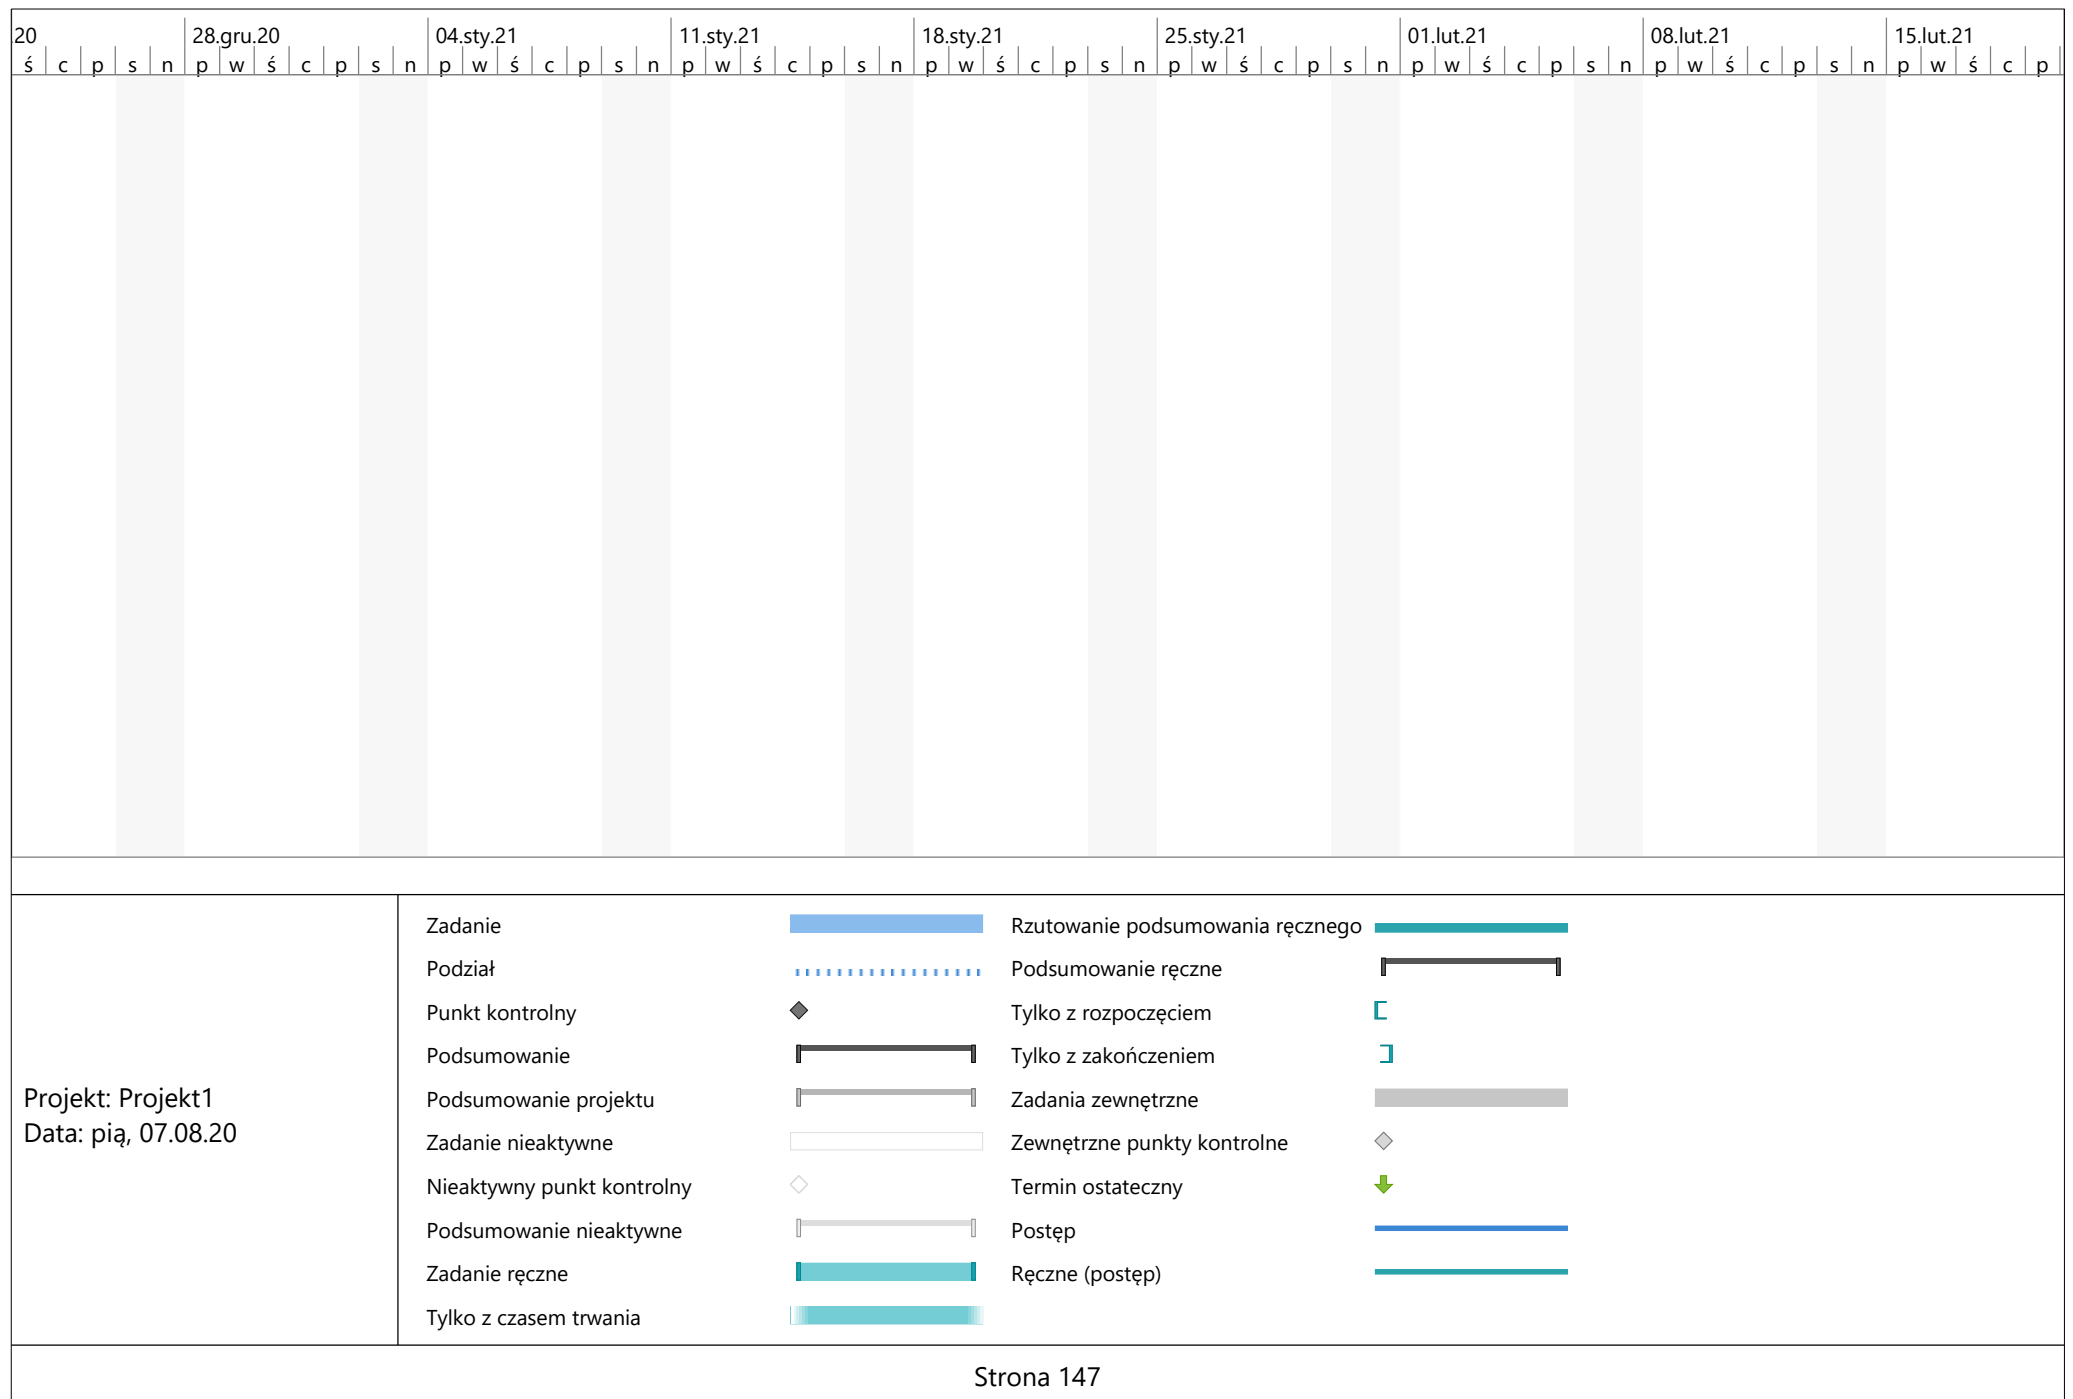 .20 28.gru.20 04.sty.21 11.sty.21 18.sty.21 25.sty.21 01.lut.21 08.lut.21 15.lut.21
ś c p s n p w ś c p s n p w ś c p s n p w ś c p s n p w ś c p s n p w ś c p s n p w ś c p s n p w ś c p s n p w ś c p
Zadanie
Podział
Punkt kontrolny
Podsumowanie
Podsumowanie projektu
Zadanie nieaktywne
Nieaktywny punkt kontrolny
Podsumowanie nieaktywne
Zadanie ręczne
Tylko z czasem trwania
Rzutowanie podsumowania ręcznego
Podsumowanie ręczne
Tylko z rozpoczęciem
Tylko z zakończeniem
Zadania zewnętrzne
Zewnętrzne punkty kontrolne
Termin ostateczny
Postęp
Ręczne (postęp)
Projekt: Projekt1
Data: pią, 07.08.20
Strona 147